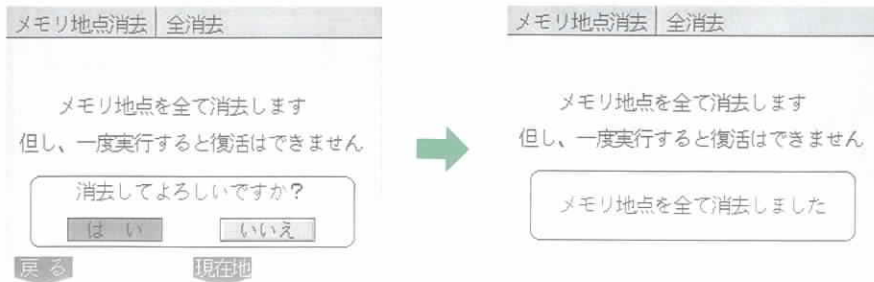 メモリ地点消去 全消去
メモリ地点を全て消去します
但し、一度実行すると復活はできません
消去してよろしいですか?
はい いいえ
戻る 現在地
メモリ地点消去 全消去
メモリ地点を全て消去します
但し、一度実行すると復活はできません
メモリ地点を全て消去しました